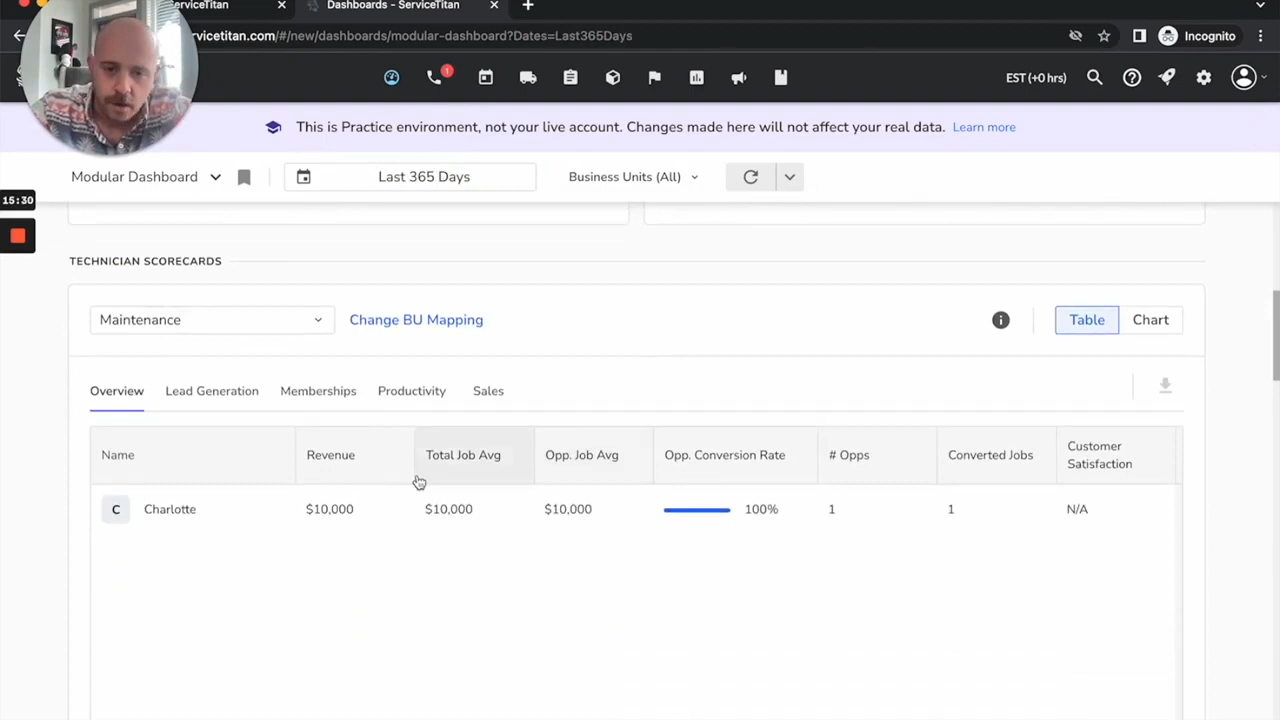 erviceTitan
Dashboards - ServiceTitan
rvicetitan.com/#/new/dashboards/modular-dashboard?Dates=Last365Days
Incognito
1
EST (+0 hrs)
This is Practice environment, not your live account. Changes made here will not affect your real data. Learn more
Modular Dashboard
Last 365 Days
Business Units (All)
15:30
TECHNICIAN SCORECARDS
Maintenance
Change BU Mapping
Table
Chart
Overview
Lead Generation
Memberships
Productivity
Sales
Name
Revenue
Total Job Avg
Opp. Job Avg
Opp. Conversion Rate
# Opps
Converted Jobs
Customer
Satisfaction
C
Charlotte
$10,000
$10,000
$10,000
100%
1
1
N/A